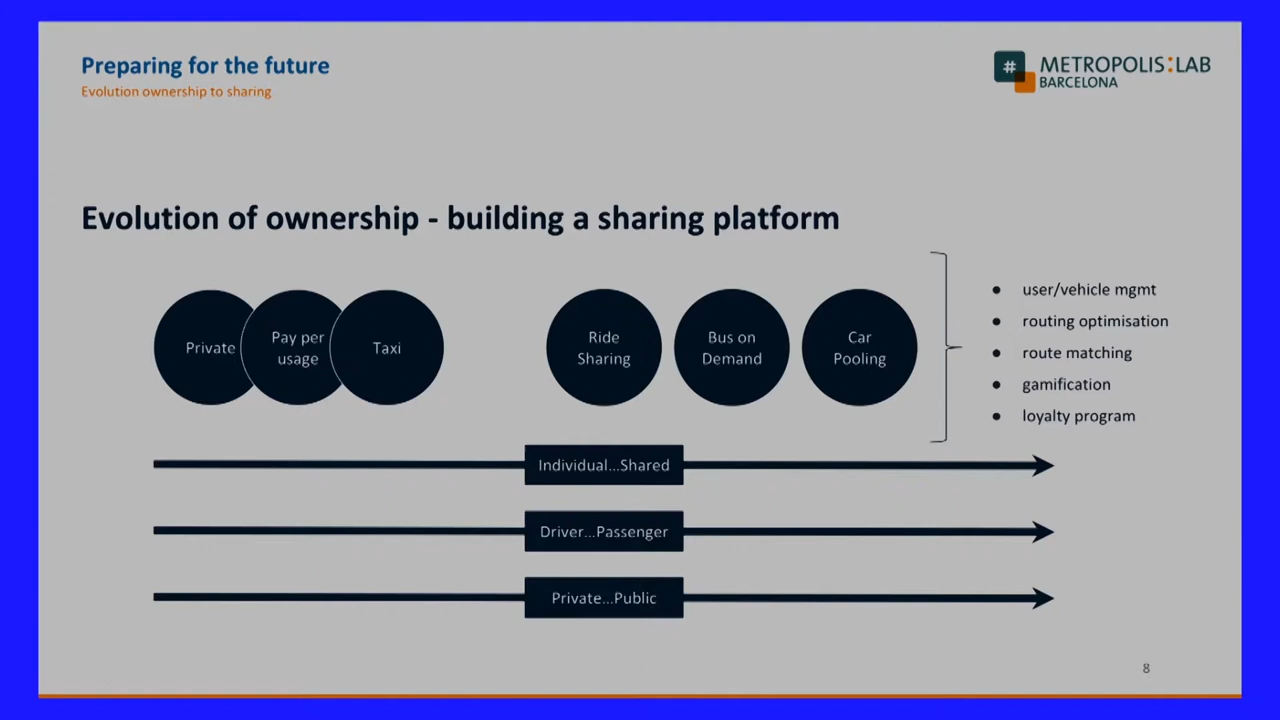 Preparing for the future
Evolution ownership to sharing
#
METROPOLIS:LAB
BARCELONA
Evolution of ownership - building a sharing platform
Private
Pay per
usage
Taxi
Ride
Sharing
Bus on
Demand
Car
Pooling
● user/vehicle mgmt
● routing optimisation
● route matching
● gamification
● loyalty program
Individual...Shared
Driver...Passenger
Private...Public
8